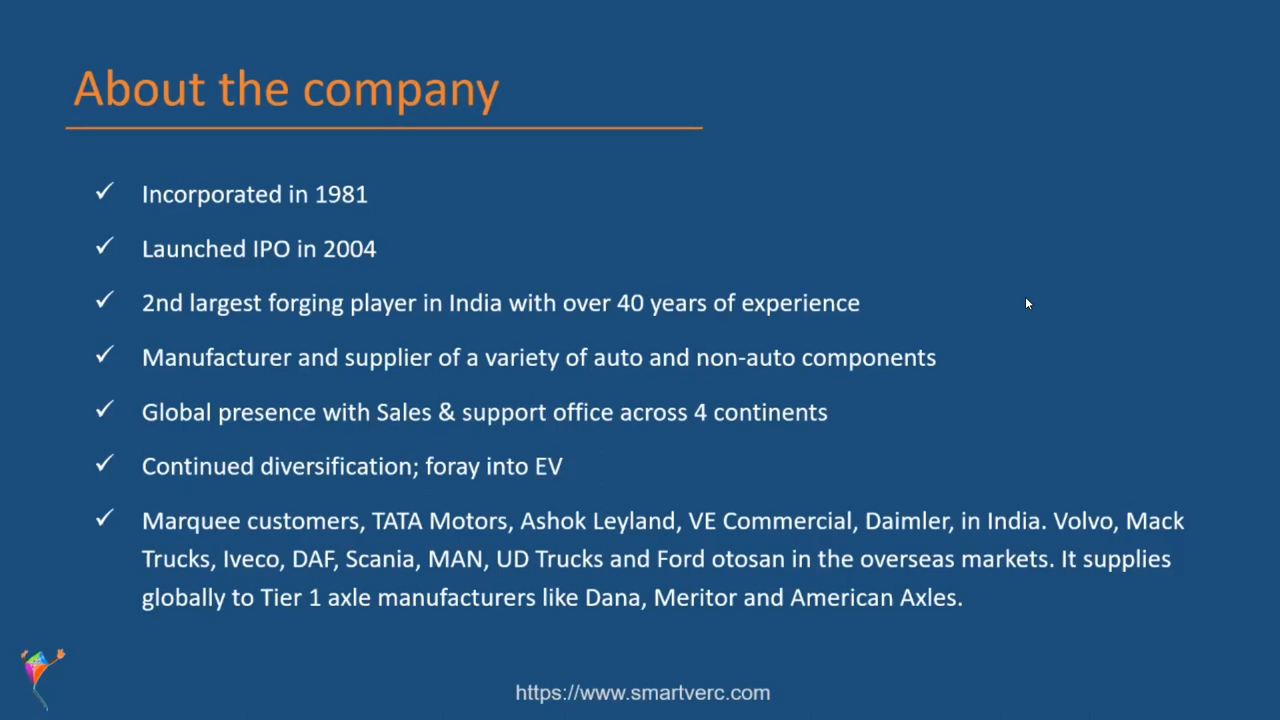 About the company
Incorporated in 1981
Launched IPO in 2004
2nd largest forging player in India with over 40 years of experience
Manufacturer and supplier of a variety of auto and non-auto components
Global presence with Sales & support office across 4 continents
Continued diversification; foray into EV
Marquee customers, TATA Motors, Ashok Leyland, VE Commercial, Daimler, in India. Volvo, Mack
Trucks, Iveco, DAF, Scania, MAN, UD Trucks and Ford otosan in the overseas markets. It supplies
globally to Tier 1 axle manufacturers like Dana, Meritor and American Axles.
https://www.smartverc.com